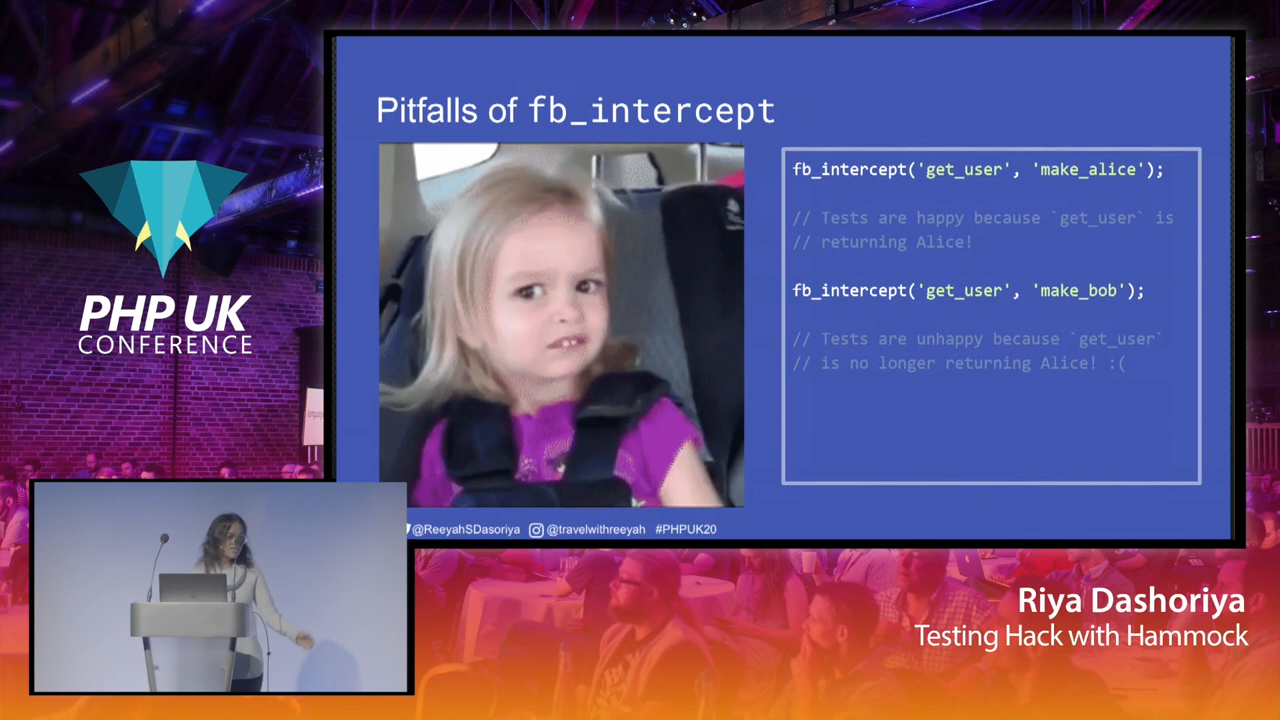 Pitfalls of fb_intercept
fb_intercept('get_user', 'make_alice');
// Tests are happy because `get_user` is
// returning Alice!
fb_intercept('get_user', 'make_bob');
// Tests are unhappy because `get_user`
// is no longer returning Alice! :(
@ReeyahSDasoriya @travelwithreeyah #PHPUK20
PHP UK
CONFERENCE
Riya Dashoriya
Testing Hack with Hammock